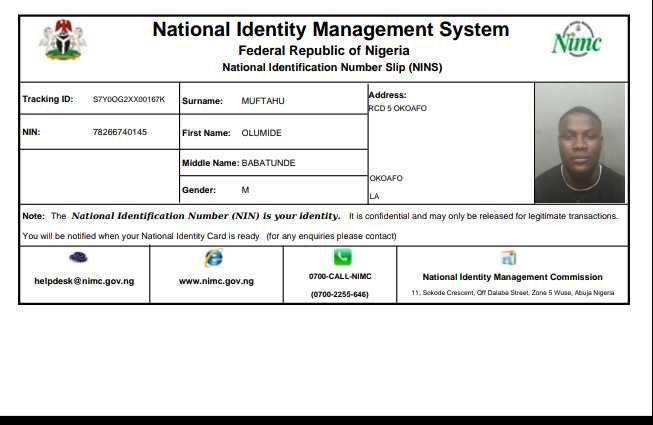 National Identity Management System
Federal Republic of Nigeria
National Identification Number Slip (NINS)
Nimc
Tracking ID: S7Y0OG2XX00167K
Surname: MUFTAHU
Address:
RCD 5 OKOAFO
NIN: 78266740145
First Name: OLUMIDE
Middle Name: BABATUNDE
OKOAFO
Gender: M
LA
Note: The National Identification Number (NIN) is your identity. It is confidential and may only be released for legitimate transactions.
You will be notified when your National Identity Card is ready (for any enquiries please contact)
helpdesk@nimc.gov.ng
www.nimc.gov.ng
0700-CALL-NIMC
(0700-2255-646)
National Identity Management Commission
11, Sokode Crescent, Off Dalaba Street, Zone 5 Wuse, Abuja Nigeria